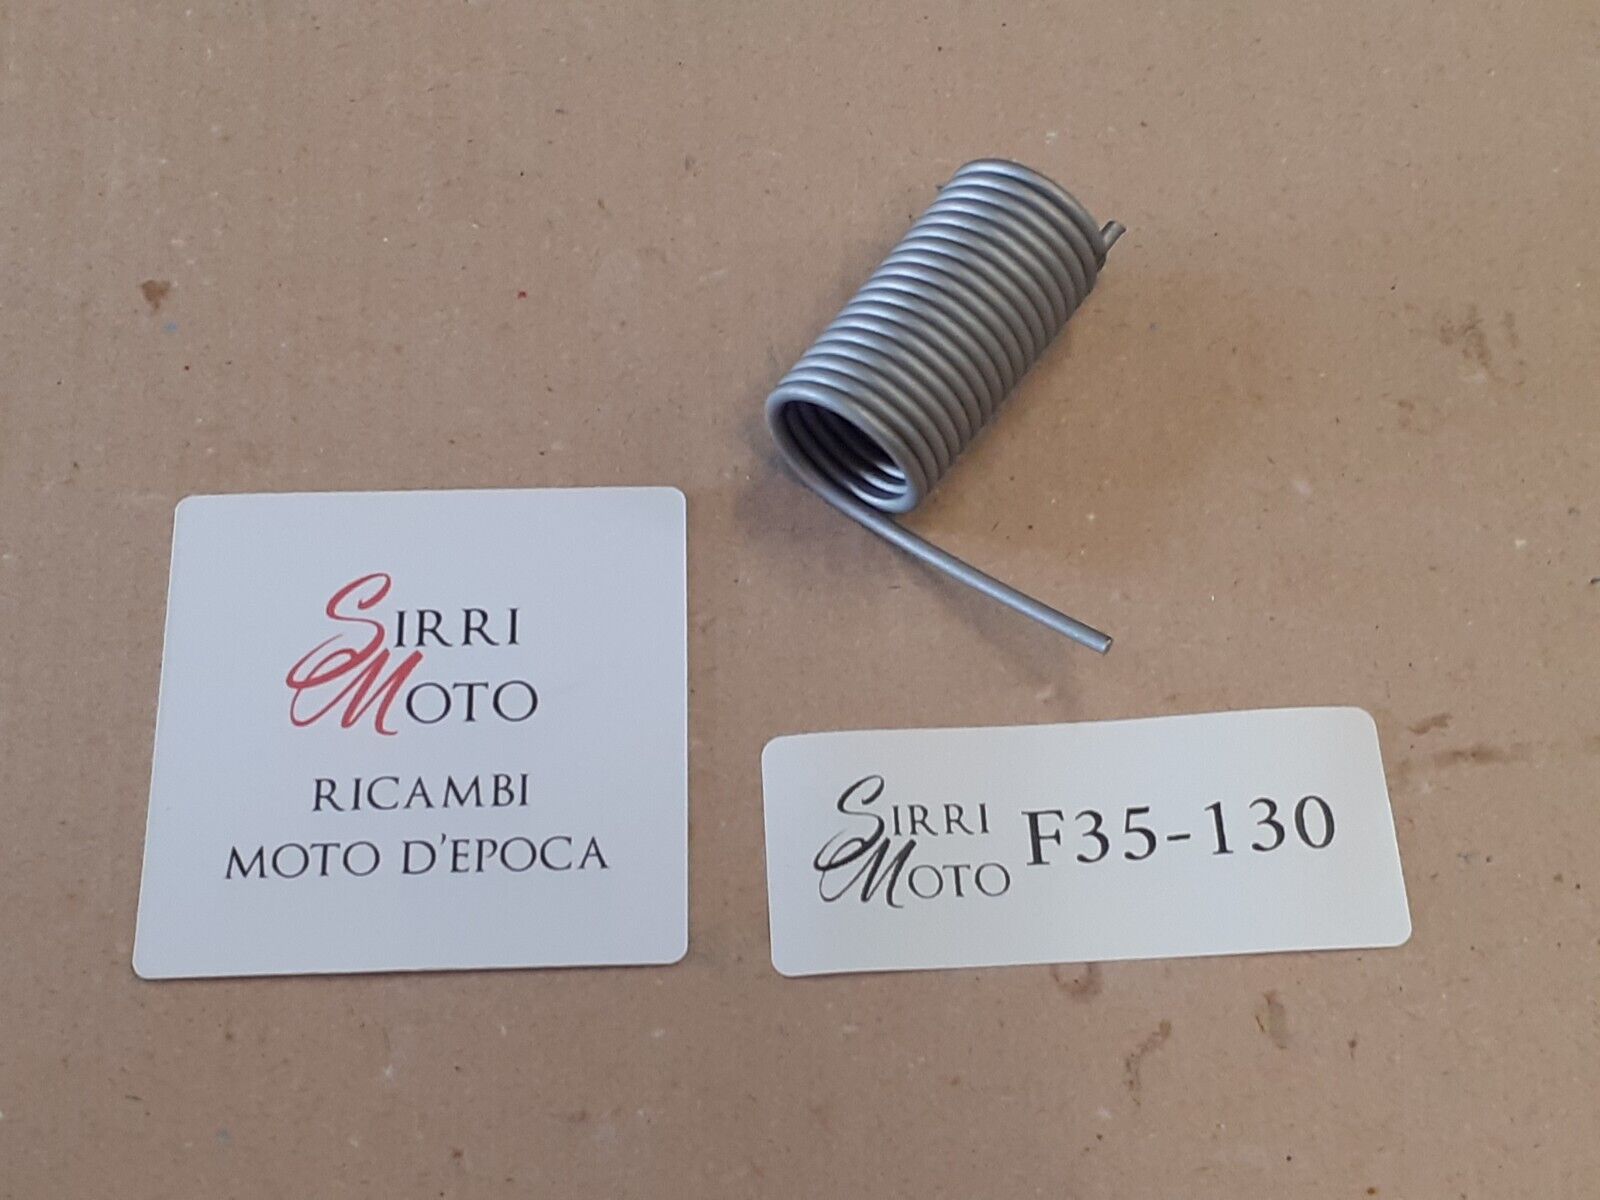 SIRRI
MOTO
RICAMBI
MOTO D'EPOCA
SIRRI
MOTO
F35-130